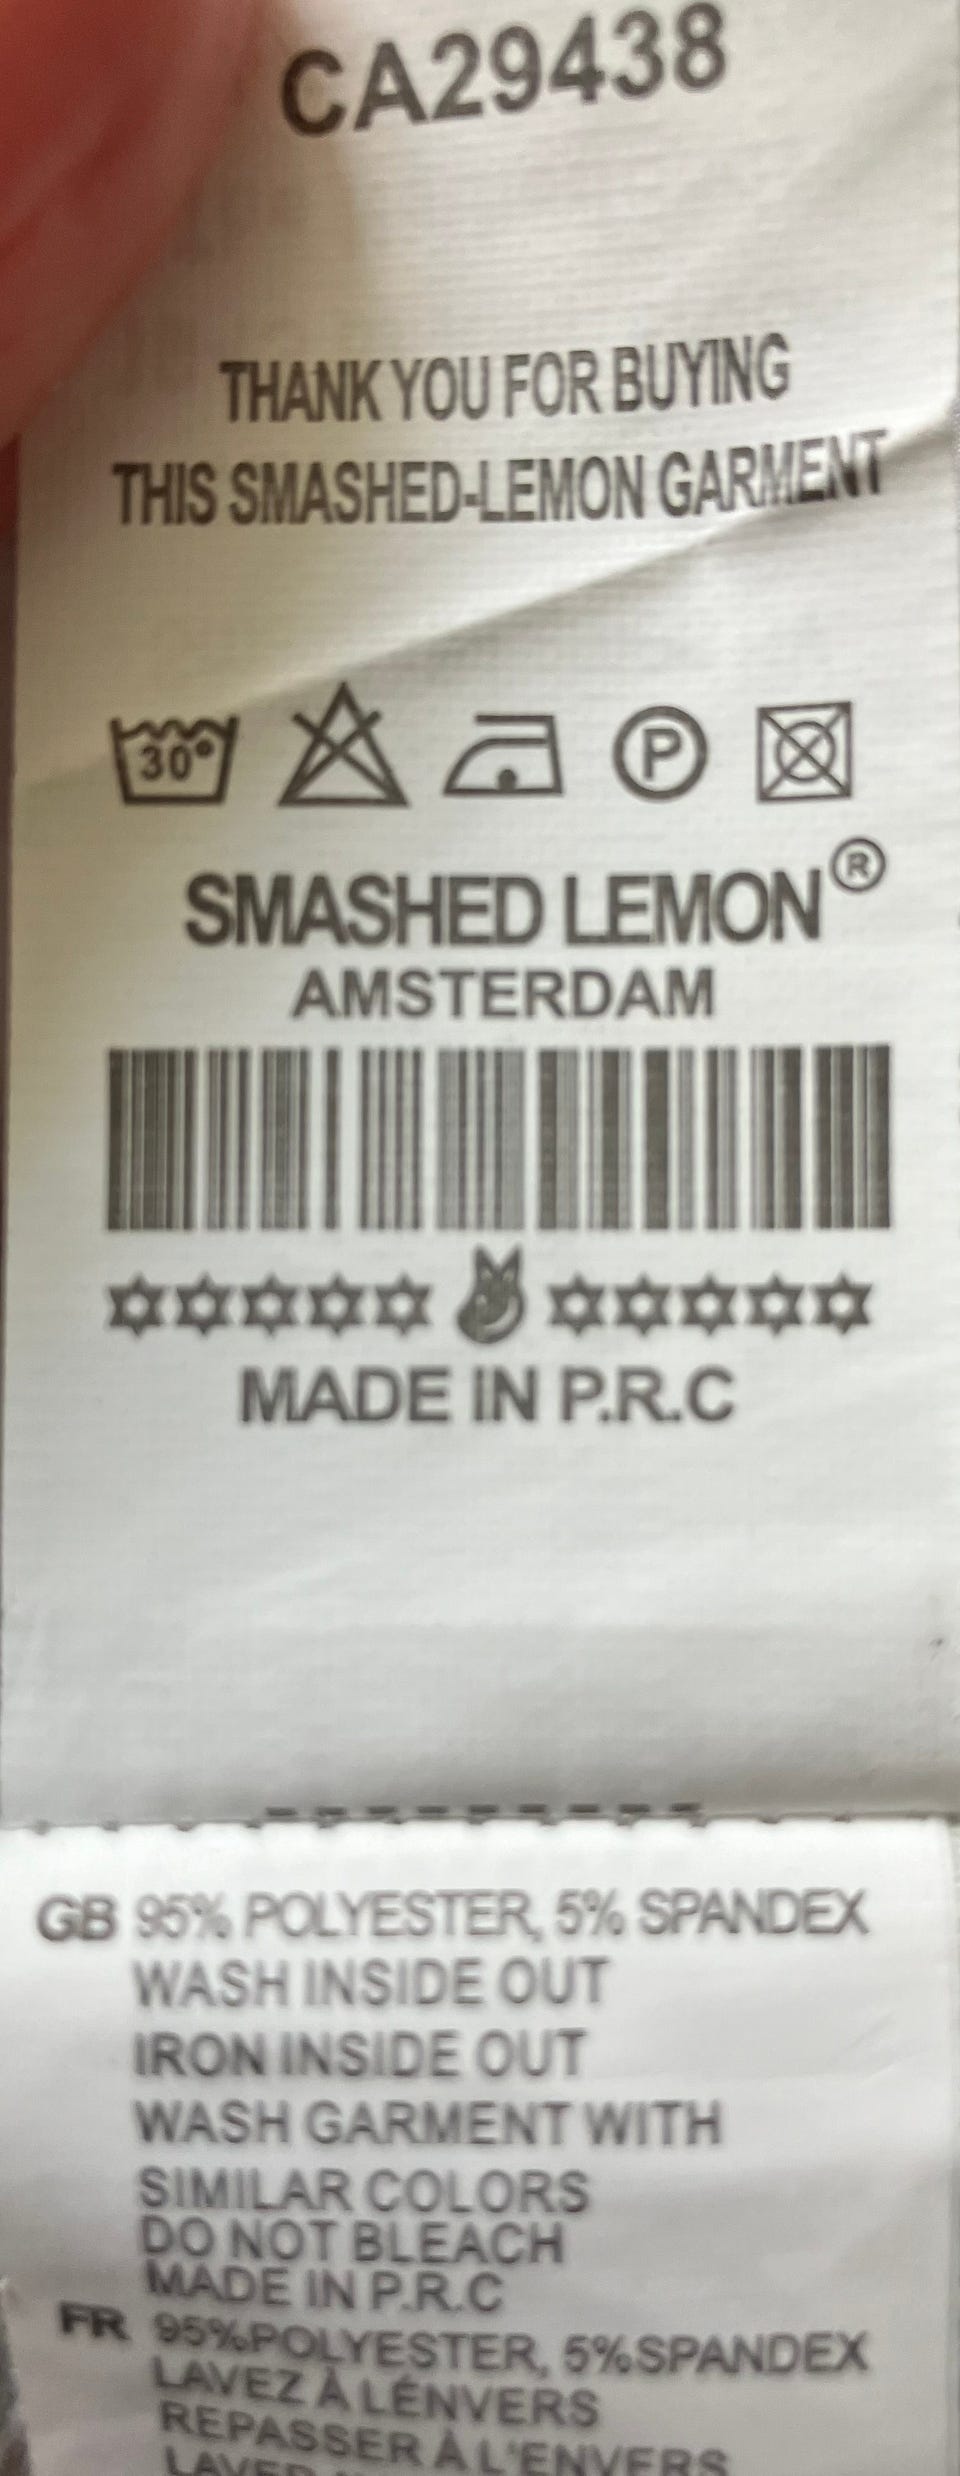 CA29438
THANK YOU FOR BUYING
THIS SMASHED-LEMON GARMENT
30°
P
SMASHED LEMON®
AMSTERDAM
MADE IN P.R.C
GB 95% POLYESTER, 5% SPANDEX
WASH INSIDE OUT
IRON INSIDE OUT
WASH GARMENT WITH
SIMILAR COLORS
DO NOT BLEACH
MADE IN P.R.C
FR 95%POLYESTER, 5%SPANDEX
LAVEZ À LÉNVERS
REPASSER À L'ENVERS